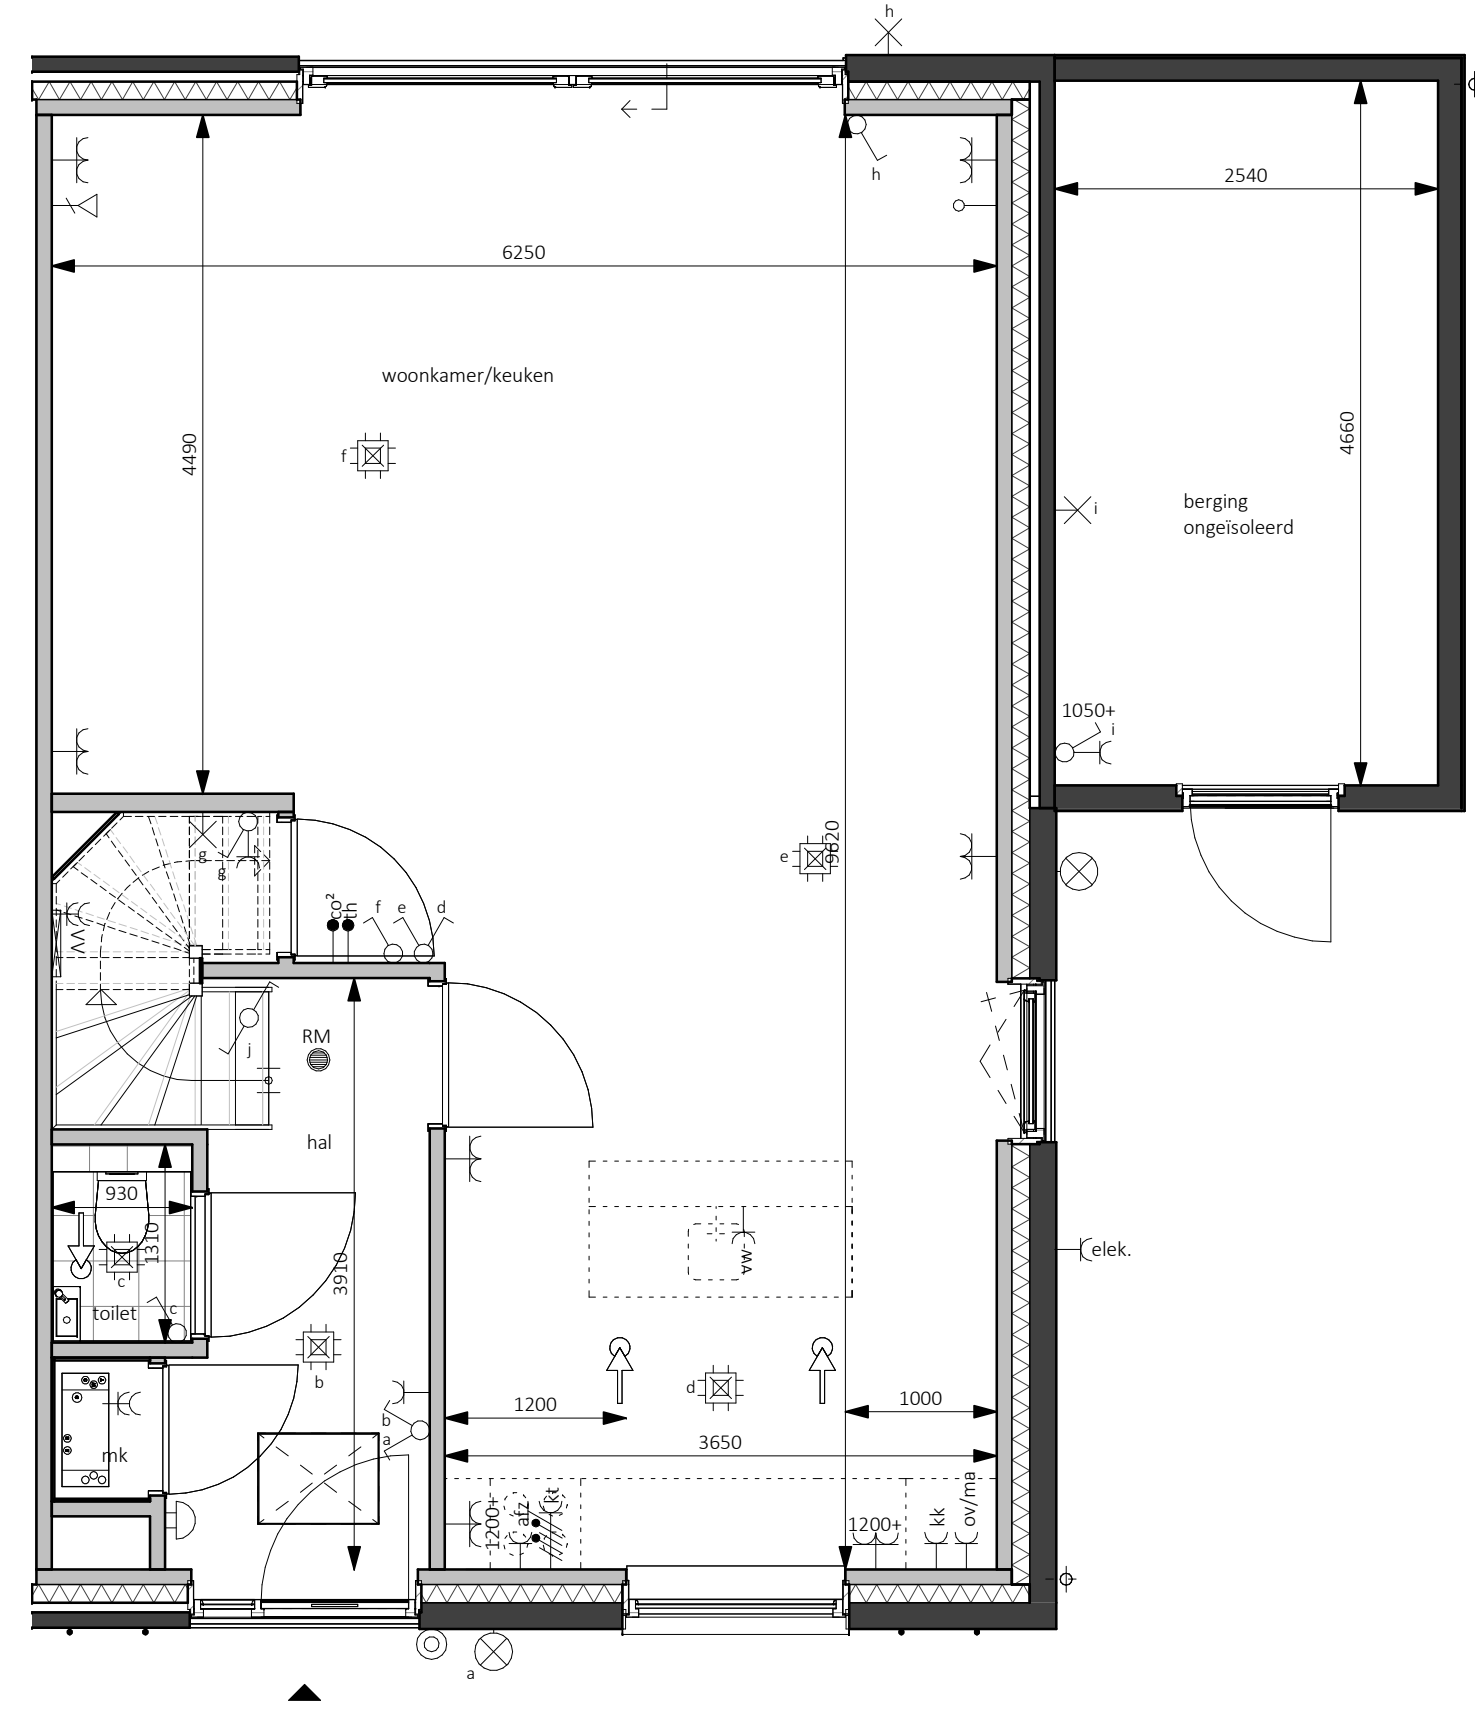 h
h
2540
6250
woonkamer/keuken
4490
f
4660
berging
ongeïsoleerd
i
1050+
i
g
g
e
9620
co²
th
f
e
d
j
RM
hal
930
1310
c
toilet
c
3910
elek.
b
d
1200
1000
b
a
3650
mk
1200+
afz
kt
1200+
kk
ov/ma
a